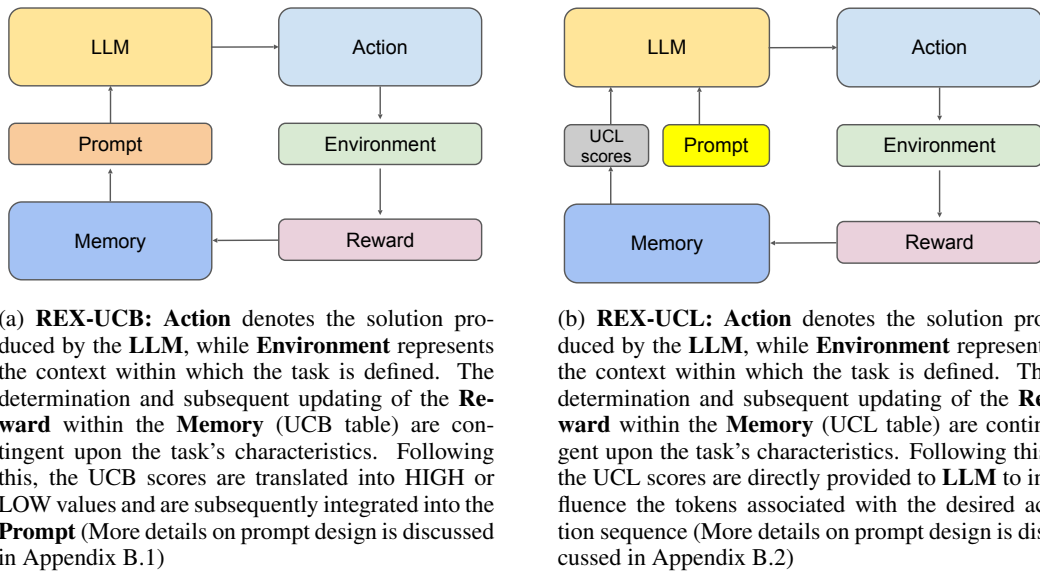 LLM
Action
Prompt
Environment
Memory
Reward
(a) REX-UCB: Action denotes the solution pro-
duced by the LLM, while Environment represents
the context within which the task is defined. The
determination and subsequent updating of the Re-
ward within the Memory (UCB table) are con-
tingent upon the task's characteristics. Following
this, the UCB scores are translated into HIGH or
LOW values and are subsequently integrated into the
Prompt (More details on prompt design is discussed
in Appendix B.1)
LLM
Action
UCL
scores
Prompt
Environment
Memory
Reward
(b) REX-UCL: Action denotes the solution pro
duced by the LLM, while Environment represent
the context within which the task is defined. Th
determination and subsequent updating of the Re
ward within the Memory (UCL table) are contin
gent upon the task's characteristics. Following this
the UCL scores are directly provided to LLM to in
fluence the tokens associated with the desired ac
tion sequence (More details on prompt design is dis
cussed in Appendix B.2)